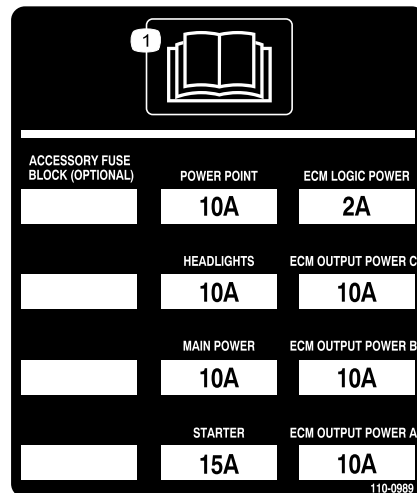 1
ACCESSORY FUSE
BLOCK (OPTIONAL)
POWER POINT
ECM LOGIC POWER
10A
2A
HEADLIGHTS
ECM OUTPUT POWER C
10A
10A
MAIN POWER
ECM OUTPUT POWER B
10A
10A
STARTER
ECM OUTPUT POWER A
15A
10A
110-0989